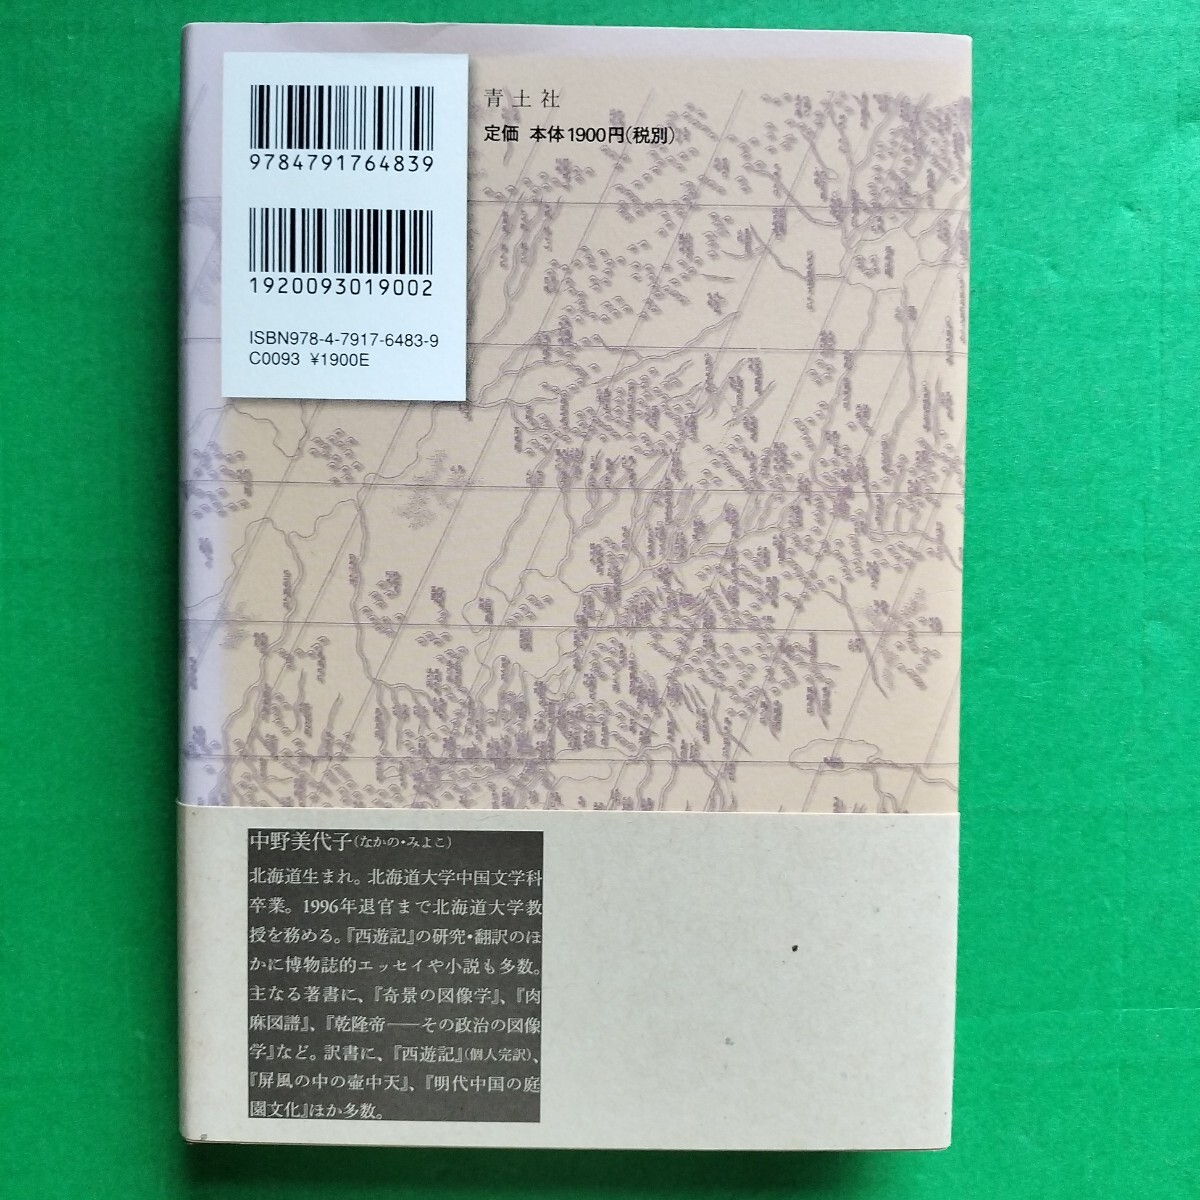 9784791764839
1920093019002
ISBN978-4-7917-6483-9
C0093 ¥1900E
青土社
定価 本体1900円(税別)
中野美代子(なかの・みよこ)
北海道生まれ。北海道大学中国文学科
卒業。1996年退官まで北海道大学教
授を務める。『西遊記』の研究・翻訳のほ
かに博物誌的エッセイや小説も多数。
主なる著書に、『奇景の図像学』、『肉
麻図譜』、『乾隆帝――その政治の図像
学』など。訳書に、『西遊記』(個人完訳)、
『屏風の中の壺中天』、『明代中国の庭
園文化』ほか多数。